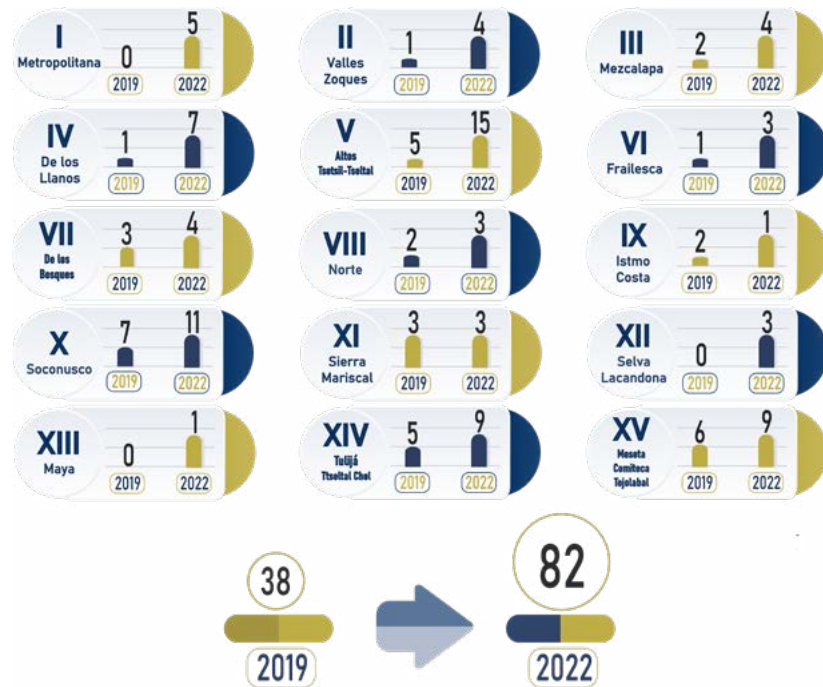 I
Metropolitana
0
5
2019
2022
II
Valles
Zoques
1
4
2019
2022
III
Mezcalapa
2
4
2019
2022
IV
De los
Llanos
1
7
2019
2022
V
Altos
Tsotsil-Tseltal
5
15
2019
2022
VI
Frailesca
1
3
2019
2022
VII
De los
Bosques
3
4
2019
2022
VIII
Norte
2
3
2019
2022
IX
Istmo
Costa
2
1
2019
2022
X
Soconusco
7
11
2019
2022
XI
Sierra
Mariscal
3
3
2019
2022
XII
Selva
Lacandona
0
3
2019
2022
XIII
Maya
0
1
2019
2022
XIV
Tulijá
Ttseltal Chol
5
9
2019
2022
XV
Meseta
Comiteca
Tojolabal
6
9
2019
2022
38
82
2019
2022